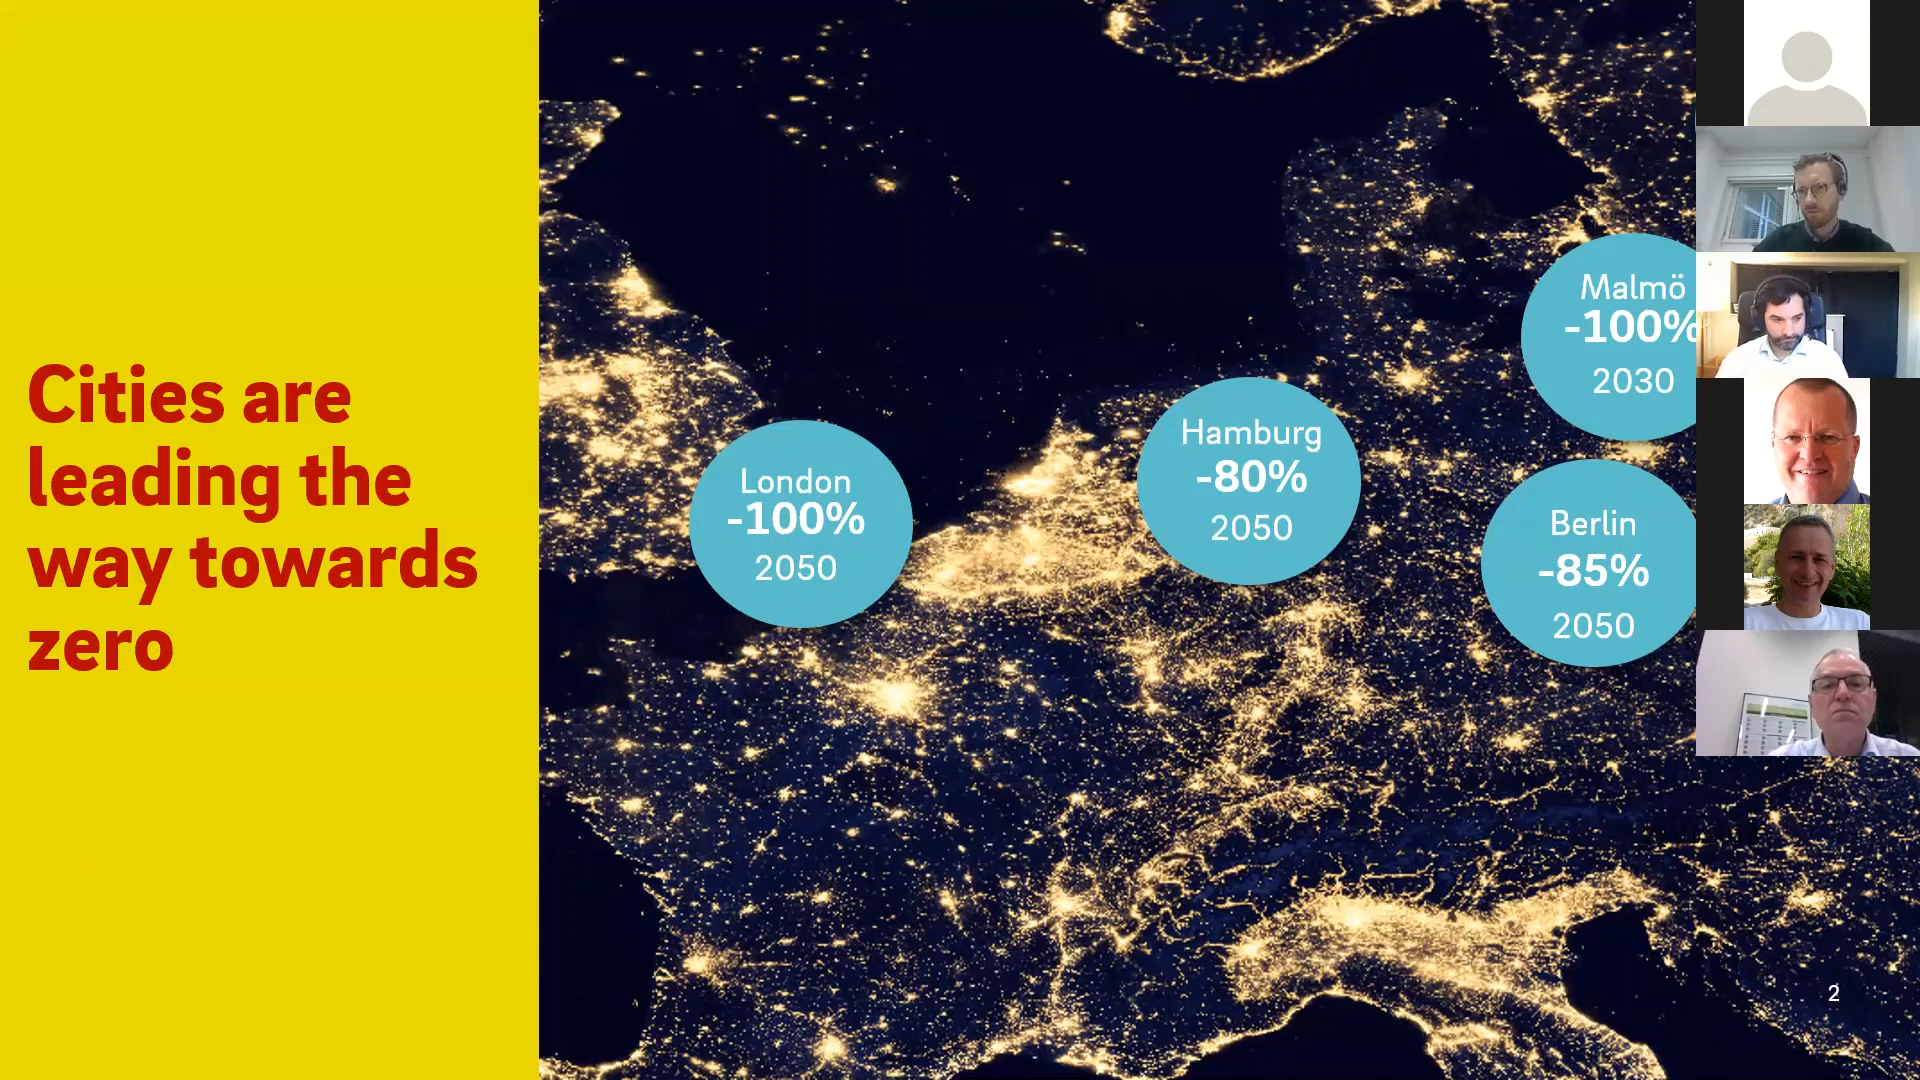 Cities are
leading the
way towards
zero
London
-100%
2050
Hamburg
-80%
2050
Malmö
-100%
2030
Berlin
-85%
2050
2